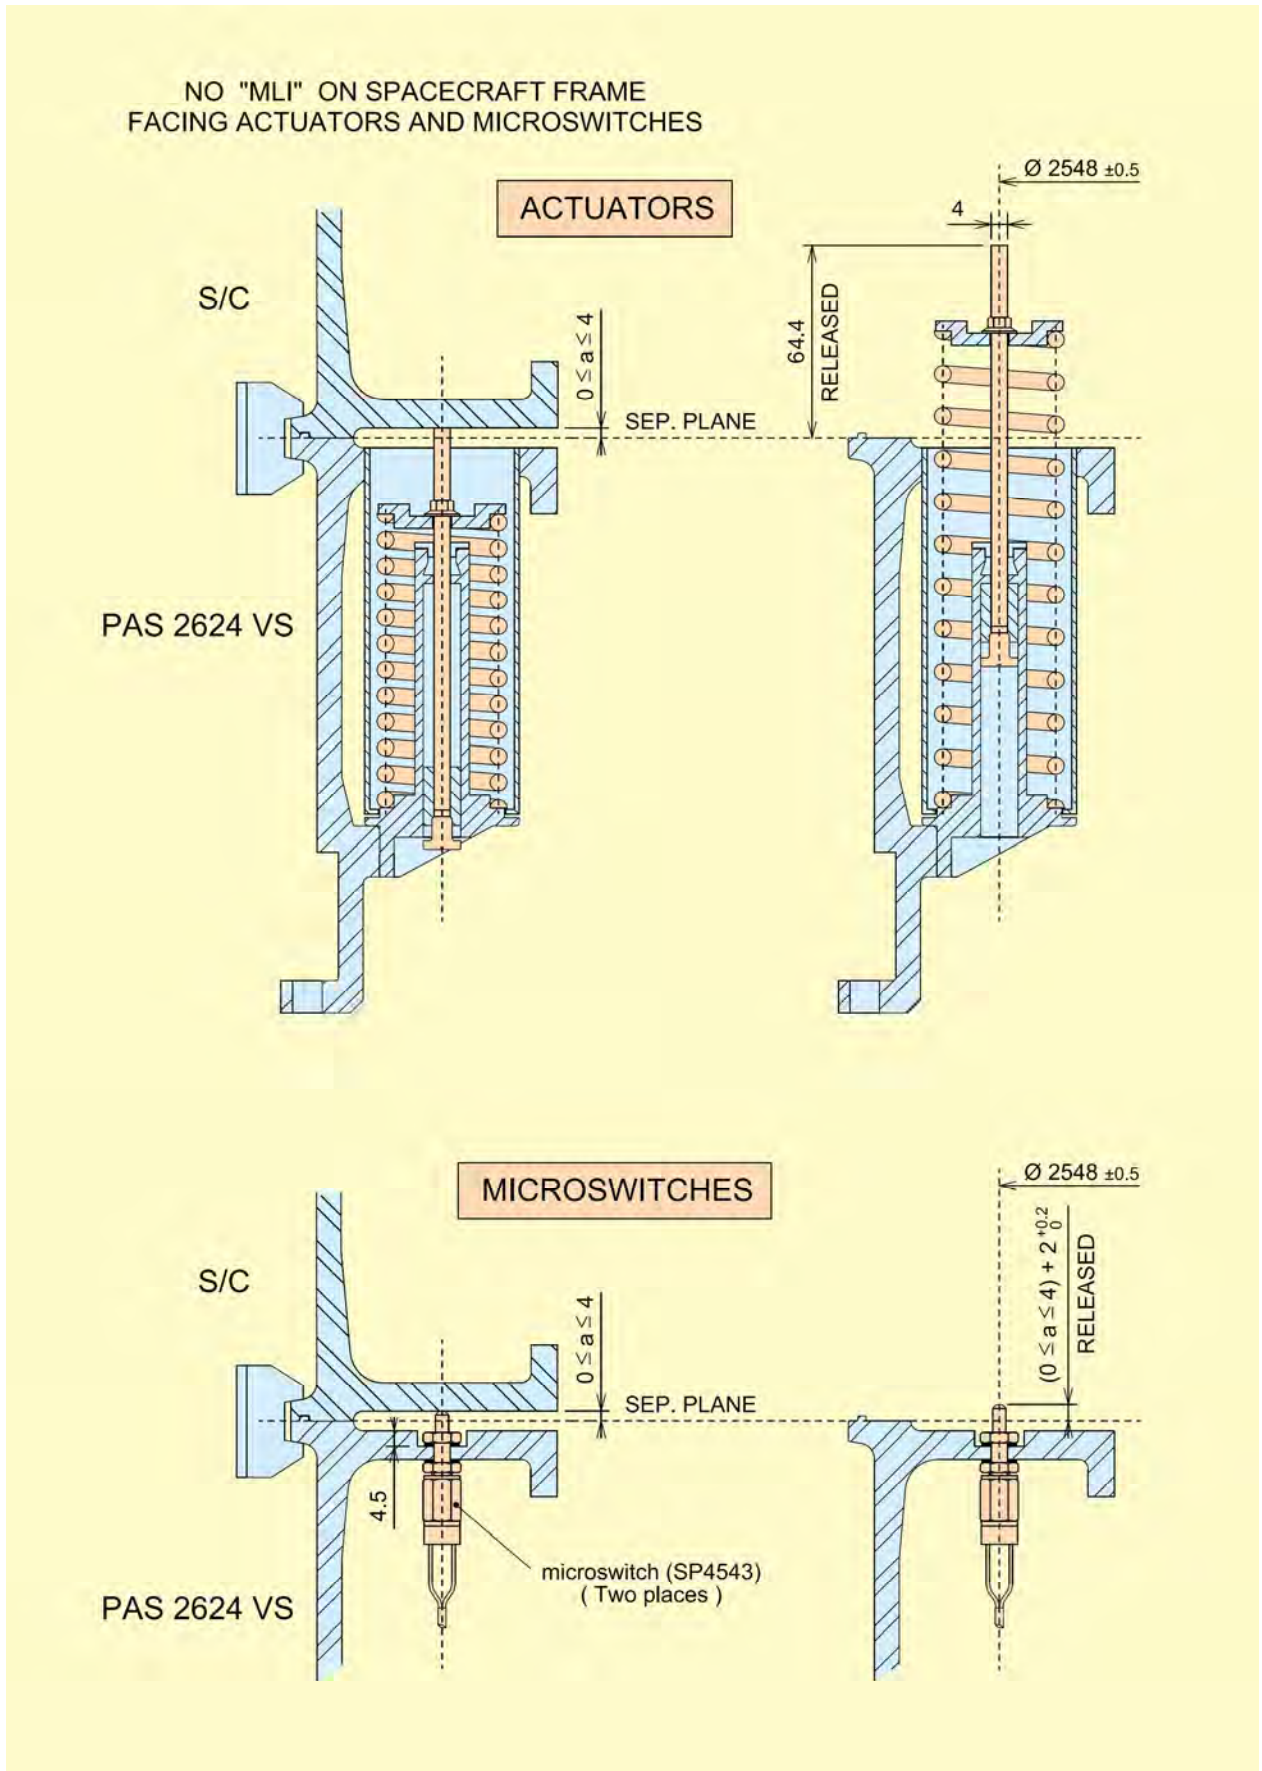 NO "MLI" ON SPACECRAFT FRAME
FACING ACTUATORS AND MICROSWITCHES
ACTUATORS
Ø 2548 ±0.5
4
S/C
0 ≤ a ≤ 4
64.4
RELEASED
SEP. PLANE
PAS 2624 VS
MICROSWITCHES
Ø 2548 ±0.5
S/C
0 ≤ a ≤ 4
(0 ≤ a ≤ 4) + 2 +0.2 0
RELEASED
SEP. PLANE
4.5
microswitch (SP4543)
( Two places )
PAS 2624 VS